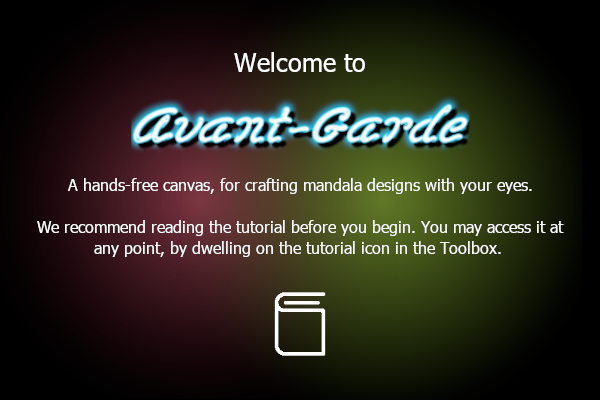 Welcome to
Avant-Garde
A hands-free canvas, for crafting mandala designs with your eyes.
We recommend reading the tutorial before you begin. You may access it at
any point, by dwelling on the tutorial icon in the Toolbox.